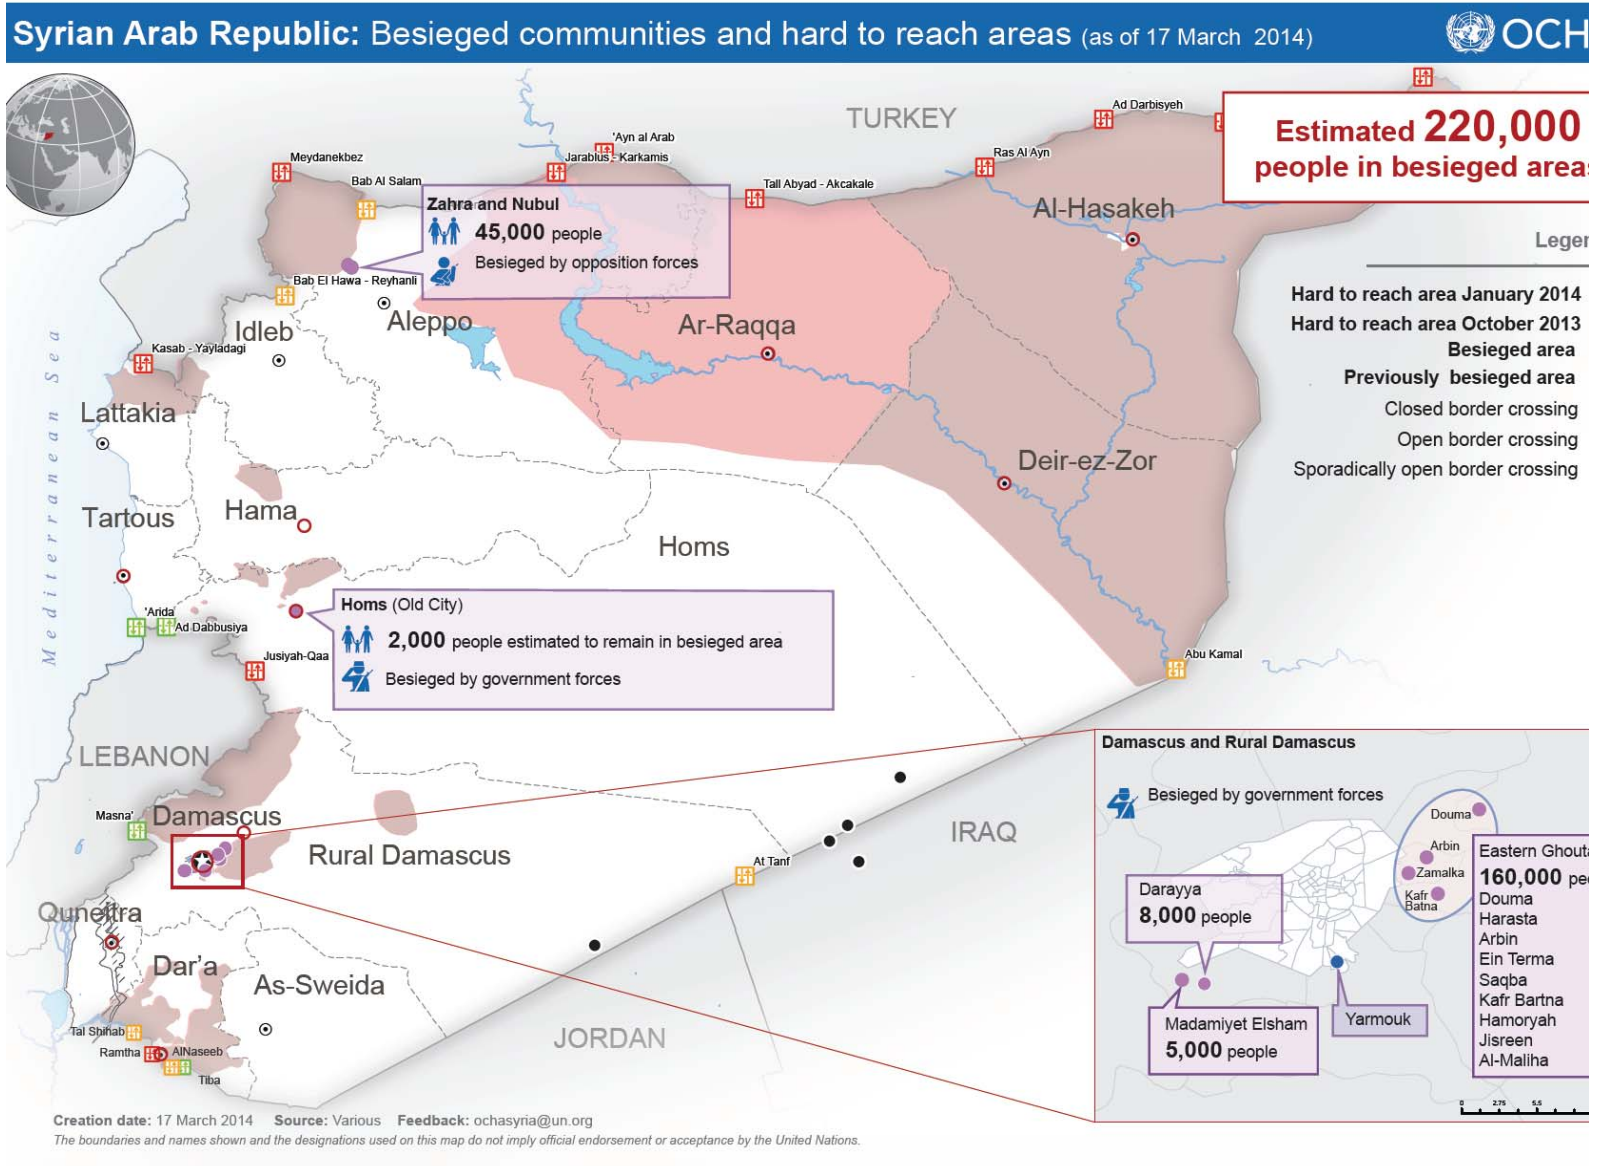 Syrian Arab Republic: Besieged communities and hard to reach areas (as of 17 March 2014)
OCH
TURKEY
Ad Darbisyeh
'Ayn al Arab
Jarablus - Karkamis
Meydanekbez
Ras Al Ayn
Bab Al Salam
Tall Abyad - Akcakale
Estimated 220,000
people in besieged areas
Zahra and Nubul
45,000 people
Besieged by opposition forces
Al-Hasakeh
Legen
Bab El Hawa - Reyhanli
Hard to reach area January 2014
Hard to reach area October 2013
Besieged area
Previously besieged area
Closed border crossing
Open border crossing
Sporadically open border crossing
Idleb
Aleppo
Ar-Raqqa
Kasab - Yayladagi
Mediterranean Sea
Lattakia
Deir-ez-Zor
Tartous
Hama
Homs
Homs (Old City)
2,000 people estimated to remain in besieged area
Besieged by government forces
'Arida
Ad Dabbusiya
Jusiyah-Qaa
Abu Kamal
LEBANON
Masna'
Damascus
Rural Damascus
At Tanf
IRAQ
Quneitra
Dar'a
As-Sweida
JORDAN
Tal Shihab
Ramtha
AlNaseeb
Tiba
Damascus and Rural Damascus
Besieged by government forces
Douma
Arbin
Zamalka
Kafr
Batna
Darayya
8,000 people
Madamiyet Elsham
5,000 people
Yarmouk
Eastern Ghouta
160,000 peo
Douma
Harasta
Arbin
Ein Terma
Saqba
Kafr Bartna
Hamoryah
Jisreen
Al-Maliha
0 2.75 5.5
Creation date: 17 March 2014 Source: Various Feedback: ochasyria@un.org
The boundaries and names shown and the designations used on this map do not imply official endorsement or acceptance by the United Nations.